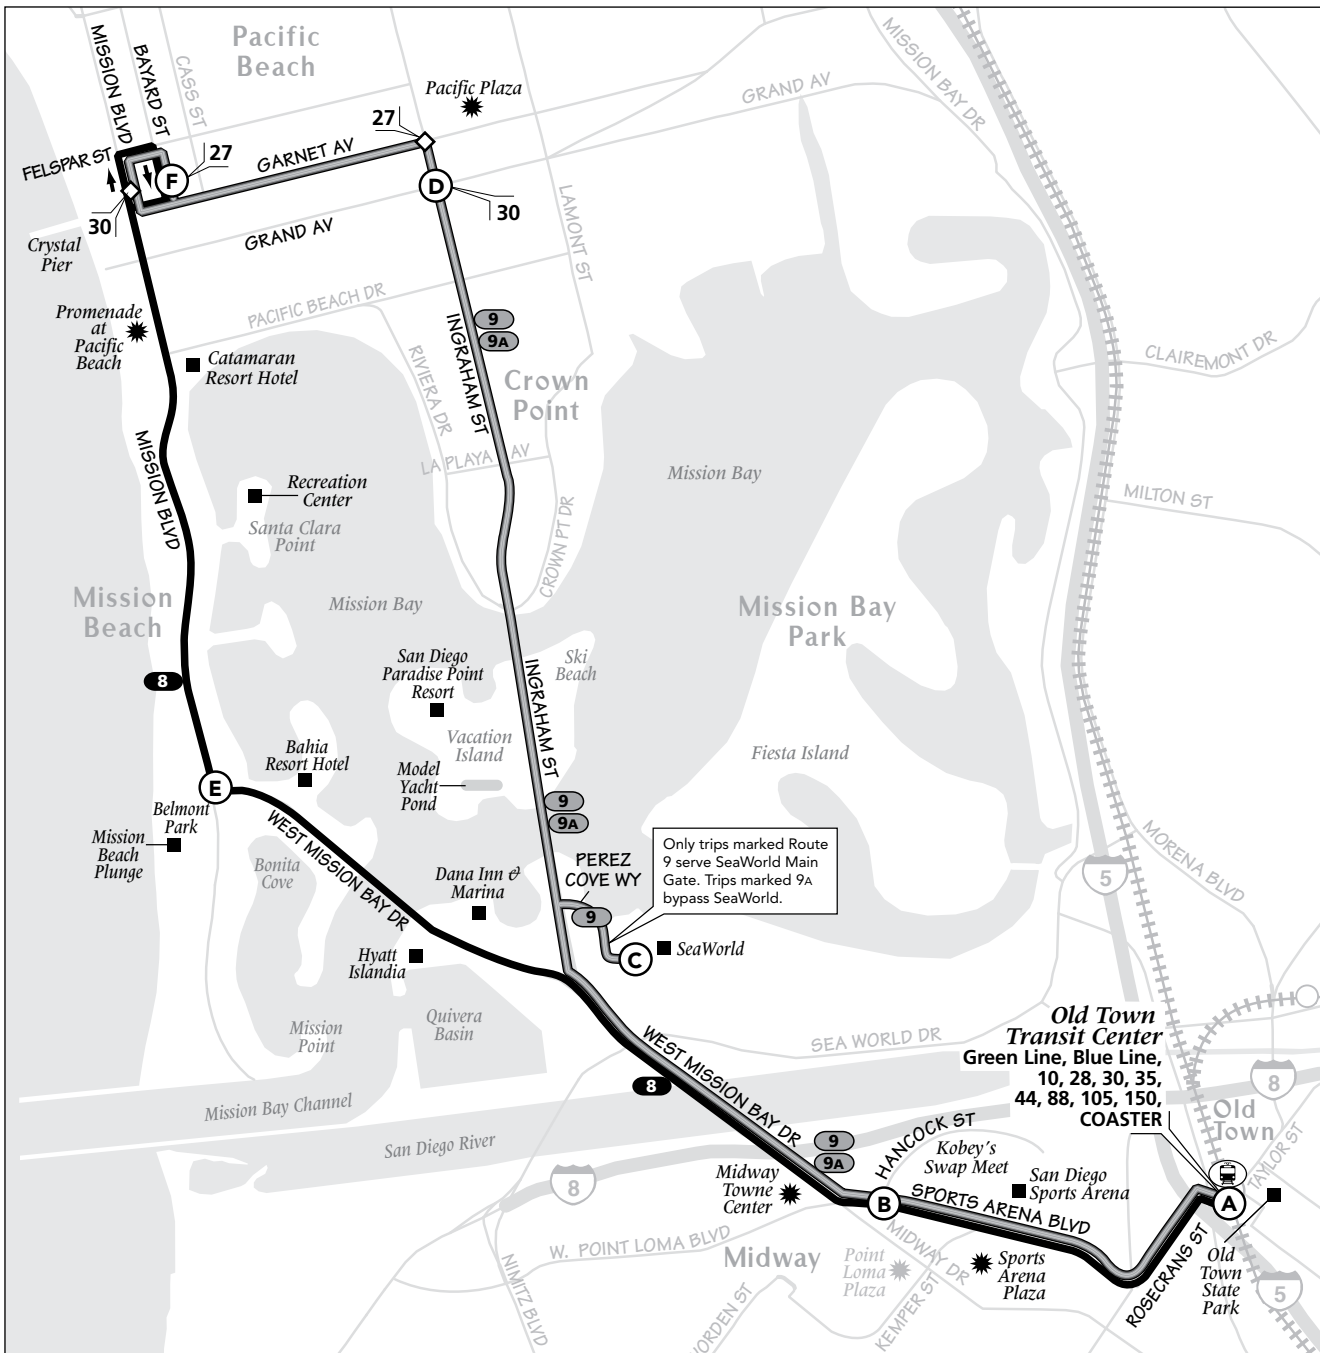 Pacific
Beach
MISSION BLVD
BAYARD ST
CASS ST
Pacific Plaza
MISSION BAY DR
GRAND AV
FELSPAR ST
F
27
GARNET AV
27
D
30
30
GRAND AV
LAMONT ST
Crystal
Pier
Promenade
at
Pacific
Beach
PACIFIC BEACH DR
Catamaran
Resort Hotel
RIVIERA DR
INGRAHAM ST
9
9A
Crown
Point
CLAIREMONT DR
MISSION BLVD
LA PLAYA AV
Mission Bay
Recreation
Center
Santa Clara
Point
CROWN PT DR
MILTON ST
Mission
Beach
Mission Bay
Mission Bay
Park
8
San Diego
Paradise Point
Resort
Ski
Beach
INGRAHAM ST
Vacation
Island
Fiesta Island
Bahia
Resort Hotel
Model
Yacht
Pond
E
9
9A
Belmont
Park
Mission
Beach
Plunge
WEST MISSION BAY DR
Bonita
Cove
Dana Inn &
Marina
PEREZ
COVE WY
Only trips marked Route
9 serve SeaWorld Main
Gate. Trips marked 9A
bypass SeaWorld.
9
MORENA BLVD
5
Hyatt
Islandia
C
SeaWorld
Quivera
Basin
Mission
Point
WEST MISSION BAY DR
SEA WORLD DR
Old Town
Transit Center
Green Line, Blue Line,
10, 28, 30, 35,
44, 88, 105, 150,
COASTER
8
8
Mission Bay Channel
San Diego River
Old
Town
TAYLOR ST
HANCOCK ST
9
9A
Kobey's
Swap Meet
San Diego
Sports Arena
8
Midway
Towne
Center
B
SPORTS ARENA BLVD
A
W. POINT LOMA BLVD
Midway
MIDWAY DR
Point
Loma
Plaza
Sports
Arena
Plaza
ROSECRANS ST
Old
Town
State
Park
5
NIMITZ BLVD
KEMPER ST